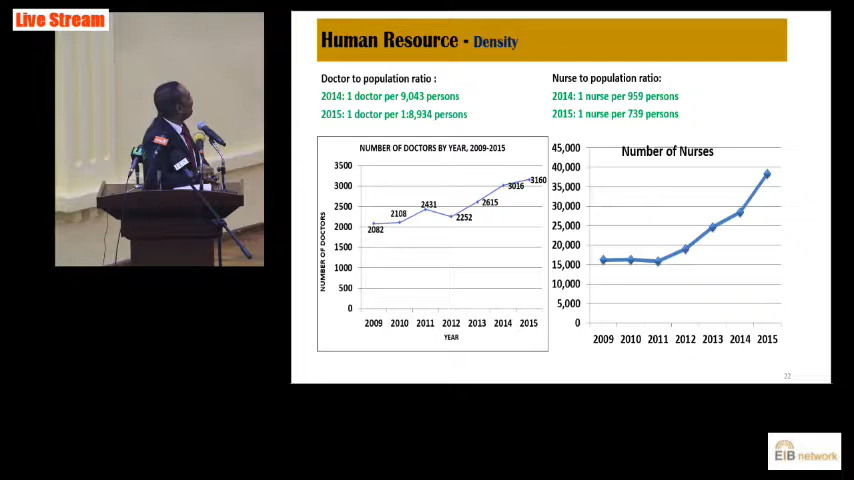 Live Stream
Human Resource - Density
Doctor to population ratio :
2014: 1 doctor per 9,043 persons
2015: 1 doctor per 1:8,934 persons
Nurse to population ratio:
2014: 1 nurse per 959 persons
2015: 1 nurse per 739 persons
NUMBER OF DOCTORS BY YEAR, 2009-2015
NUMBER OF DOCTORS
3500
3000
2500
2000
1500
1000
500
0
2082
2108
2431
2252
2615
3016
3160
2009 2010 2011 2012 2013 2014 2015
YEAR
Number of Nurses
45,000
40,000
35,000
30,000
25,000
20,000
15,000
10,000
5,000
0
2009 2010 2011 2012 2013 2014 2015
22
EIB network